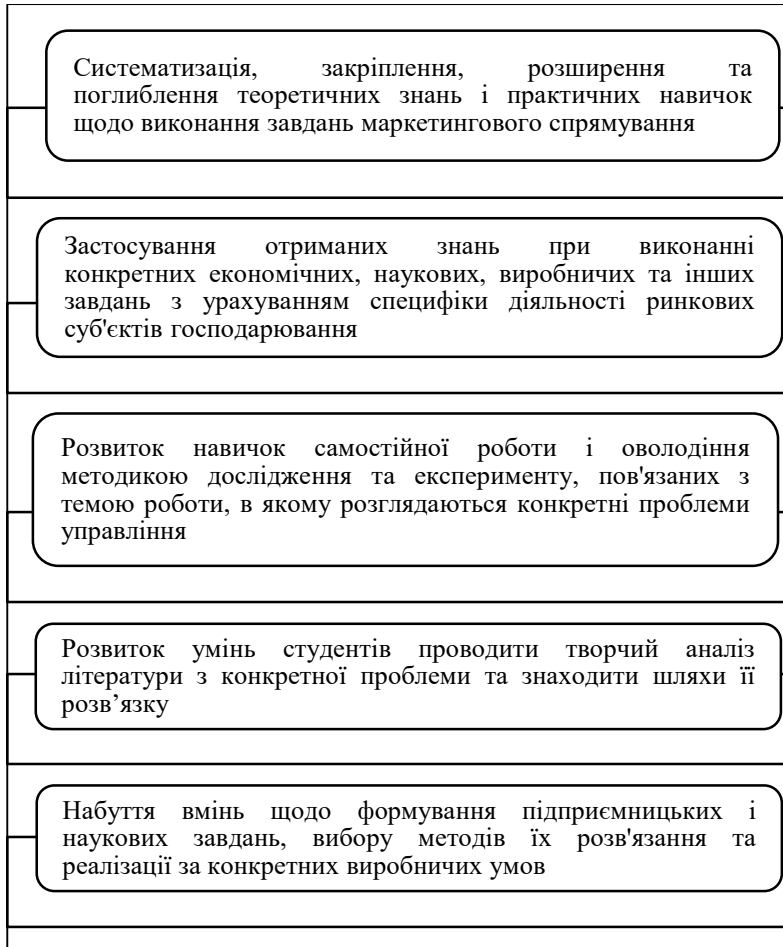 Систематизація, закріплення, розширення та
поглиблення теоретичних знань і практичних навичок
щодо виконання завдань маркетингового спрямування
Застосування отриманих знань при виконанні
конкретних економічних, наукових, виробничих та інших
завдань з урахуванням специфіки діяльності ринкових
суб'єктів господарювання
Розвиток навичок самостійної роботи і оволодіння
методикою дослідження та експерименту, пов'язаних з
темою роботи, в якому розглядаються конкретні проблеми
управління
Розвиток умінь студентів проводити творчий аналіз
літератури з конкретної проблеми та знаходити шляхи її
розв’язку
Набуття вмінь щодо формування підприємницьких і
наукових завдань, вибору методів їх розв'язання та
реалізації за конкретних виробничих умов